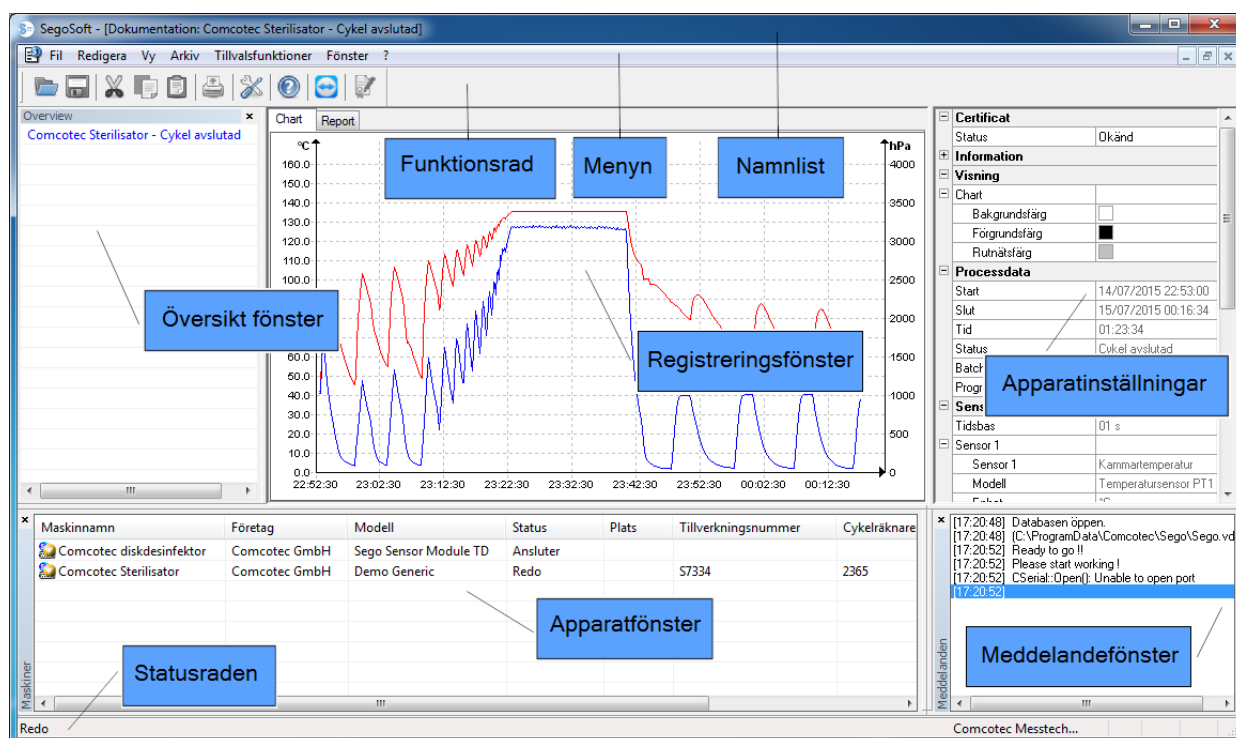 SegoSoft - [Dokumentation: Comcotec Sterilisator - Cykel avslutad]
Fil Redigera Vy Arkiv Tillvalsfunktioner Fönster ?
Overview
Comcotec Sterilisator - Cykel avslutad
Översikt fönster
Chart Report
Funktionsrad
Menyn
Namnlist
°C
hPa
160.0
150.0
140.0
130.0
120.0
110.0
100.0
60.0
50.0
40.0
30.0
20.0
10.0
0.0
4000
3500
3000
2500
2000
1500
1000
500
0
22:52:30 23:02:30 23:12:30 23:22:30 23:32:30 23:42:30 23:52:30 00:02:30 00:12:30
Registreringsfönster
Certificat
Status Okänd
Information
Visning
Chart
Bakgrundsfärg
Förgrundsfärg
Rutnätsfärg
Processdata
Start 14/07/2015 22:53:00
Slut 15/07/2015 00:16:34
Tid 01:23:34
Status Cykel avslutad
Batch
Progr
Apparatinställningar
Sens
Tidsbas 01 s
Sensor 1
Sensor 1 Kammartemperatur
Modell Temperatursensor PT1
Enhet °C
Maskinnamn Företag Modell Status Plats Tillverkningsnummer Cykelräknare
Comcotec diskdesinfektor Comcotec GmbH Sego Sensor Module TD Ansluter
Comcotec Sterilisator Comcotec GmbH Demo Generic Redo S7334 2365
Apparatfönster
Statusraden
Maskiner
[17:20:48] Databasen öppen.
[17:20:48] (C:\ProgramData\Comcotec\Sego\Sego.vd
[17:20:52] Ready to go !!
[17:20:52] Please start working !
[17:20:52] CSerial::Open(): Unable to open port
[17:20:52]
Meddelandefönster
Meddelanden
Redo
Comcotec Messtech...